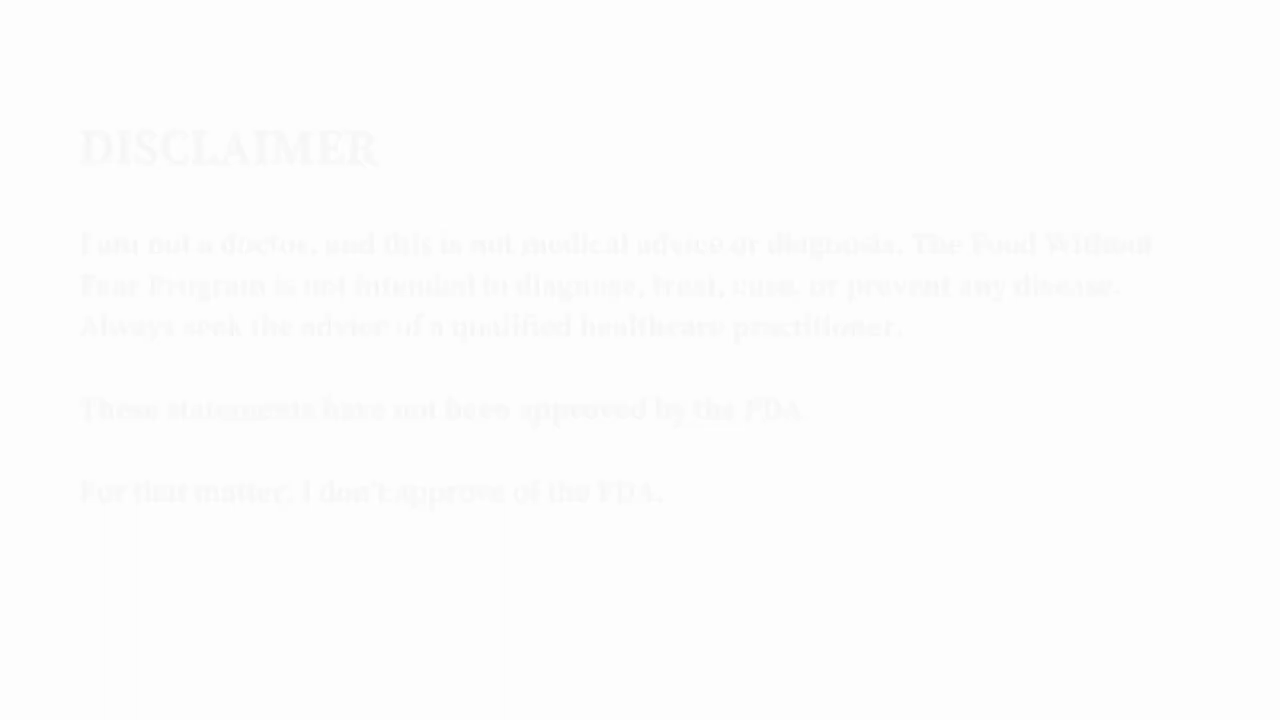 DISCLAIMER
I am not a doctor, and this is not medical advice or diagnosis. The Food Without
Fear Program is not intended to diagnose, treat, cure, or prevent any disease.
Always seek the advice of a qualified healthcare practitioner.
These statements have not been approved by the FDA.
For that matter, I don't approve of the FDA.